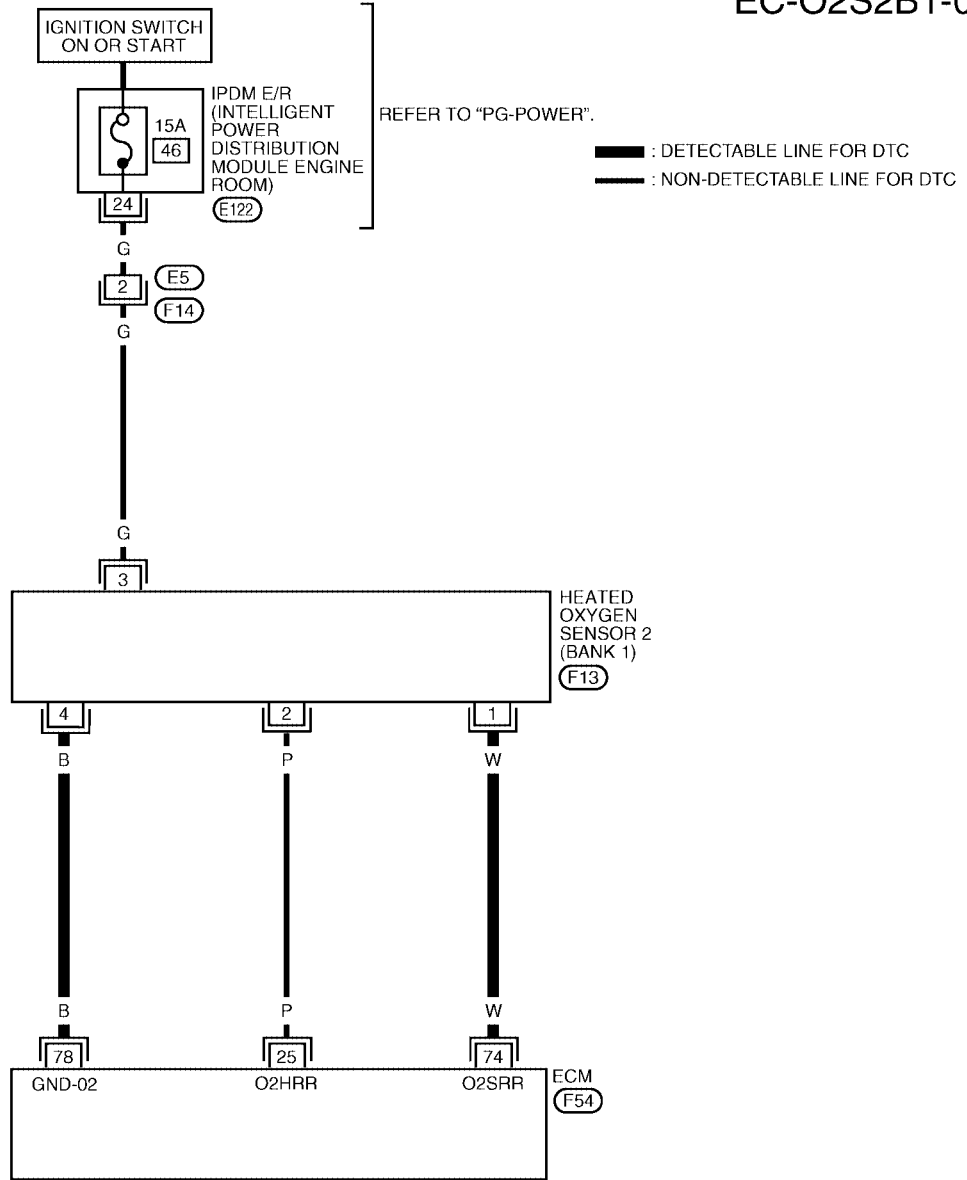 EC-O2S2B1-0
IGNITION SWITCH
ON OR START
IPDM E/R
(INTELLIGENT
POWER
DISTRIBUTION
MODULE ENGINE
ROOM)
15A
46
REFER TO “PG-POWER”.
: DETECTABLE LINE FOR DTC
: NON-DETECTABLE LINE FOR DTC
24
E122
G
2
E5
F14
G
G
3
HEATED
OXYGEN
SENSOR 2
(BANK 1)
F13
4 2 1
B P W
B P W
78 25 74
GND-02 O2HRR O2SRR
ECM
F54